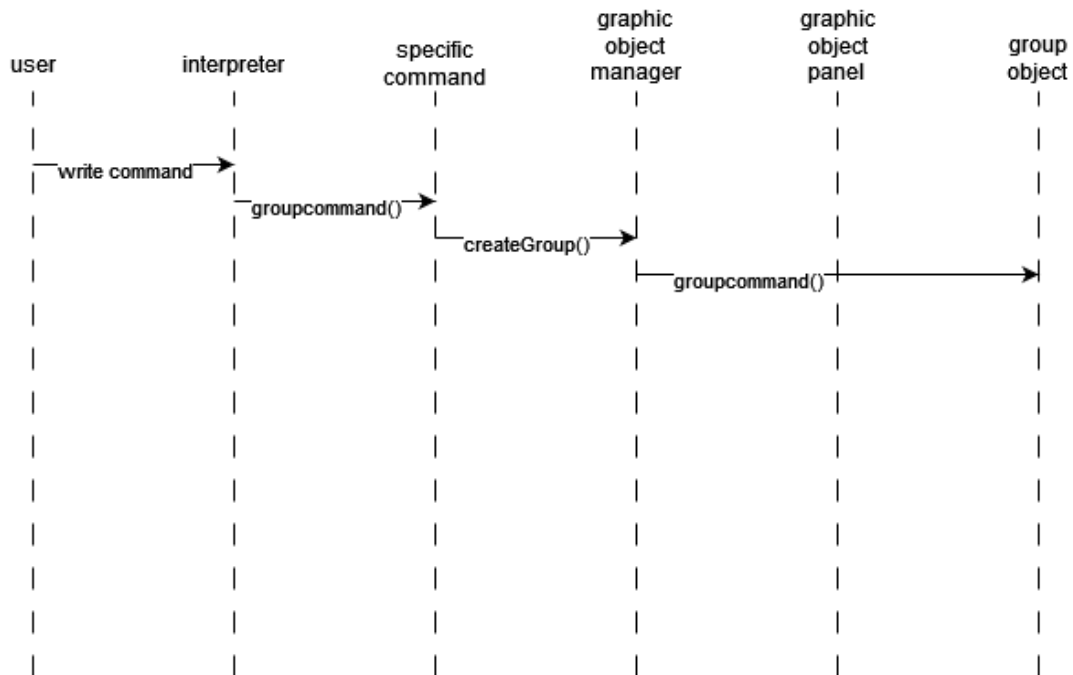 user
interpreter
specific
command
graphic
object
manager
graphic
object
panel
group
object
write command
groupcommand()
createGroup()
groupcommand()